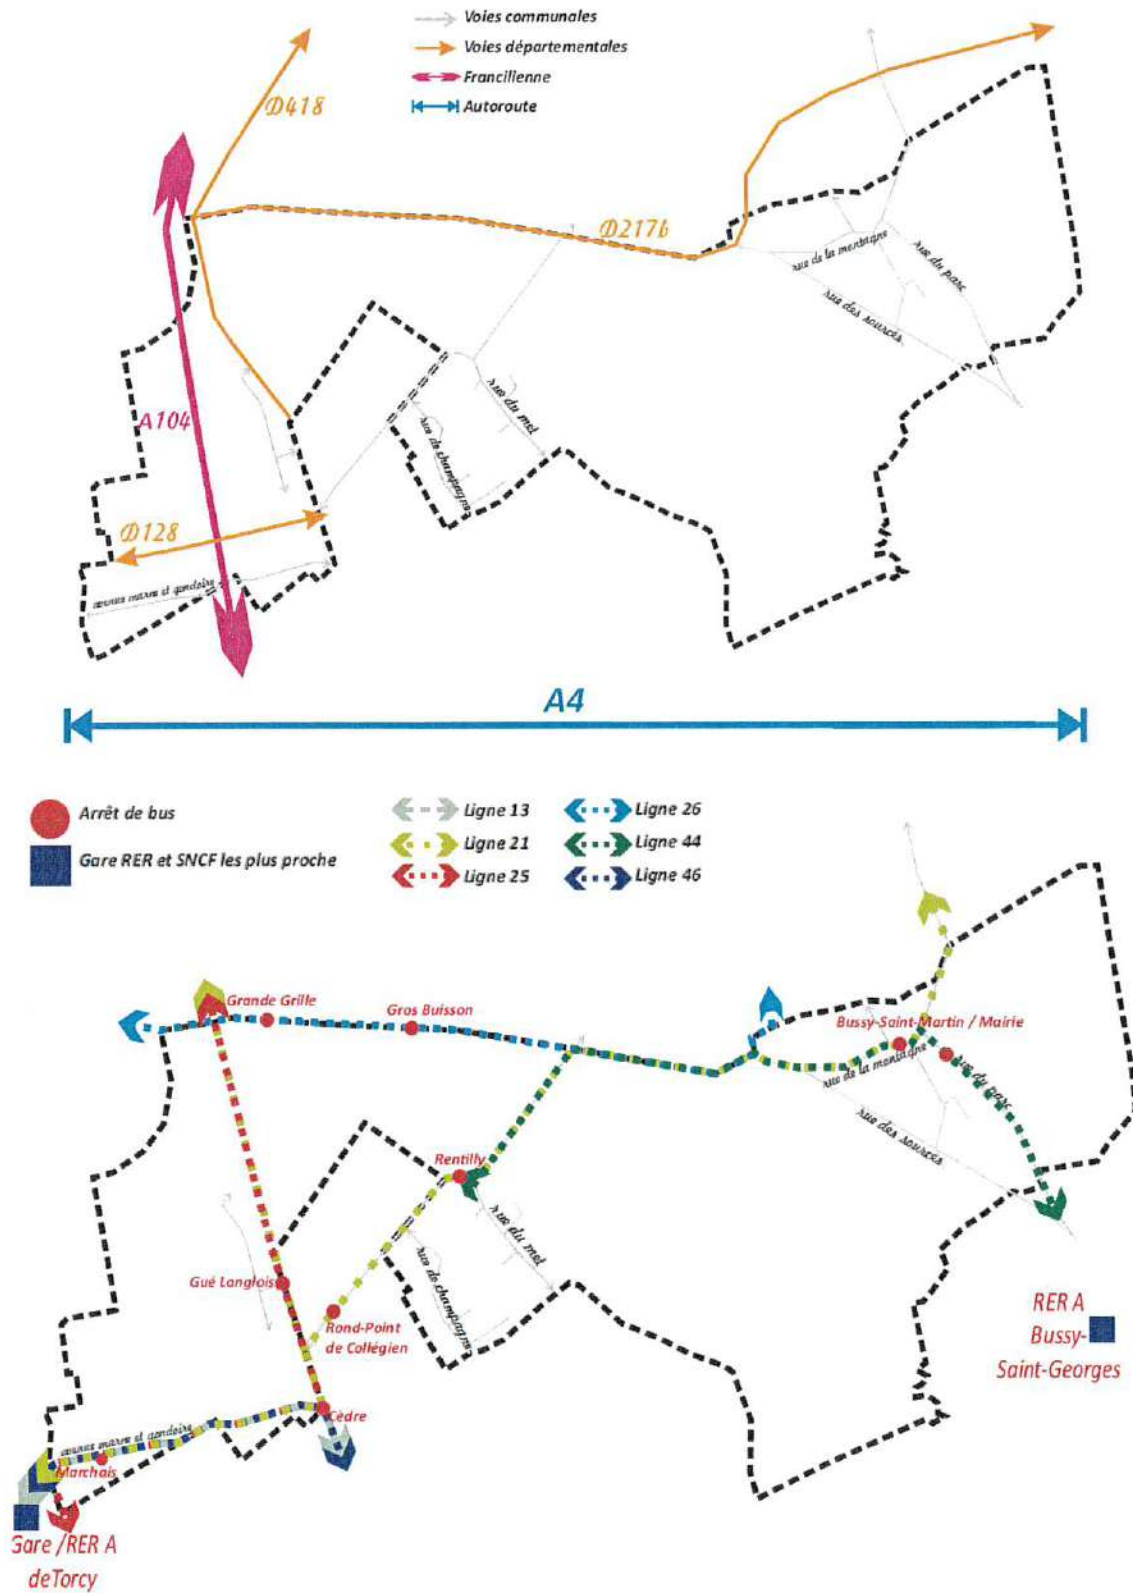 Voies communales
Voies départementales
Francilienne
Autoroute
D418
D217b
rue de la montagne
rue du parc
rue des sources
A104
rue du met
rue de champagne
D128
marne et gondoire
A4
Arrêt de bus
Gare RER et SNCF les plus proche
Ligne 13
Ligne 21
Ligne 25
Ligne 26
Ligne 44
Ligne 46
Grande Grille
Gros Buisson
Bussy-Saint-Martin / Mairie
rue de la montagne
rue du parc
rue des sources
Rentilly
rue du met
rue de champagne
Gué Langlois
Rond-Point
de Collégien
RER A
Bussy-
Saint-Georges
Cèdre
marne et gondoire
Marchais
Gare /RER A
deTorcy